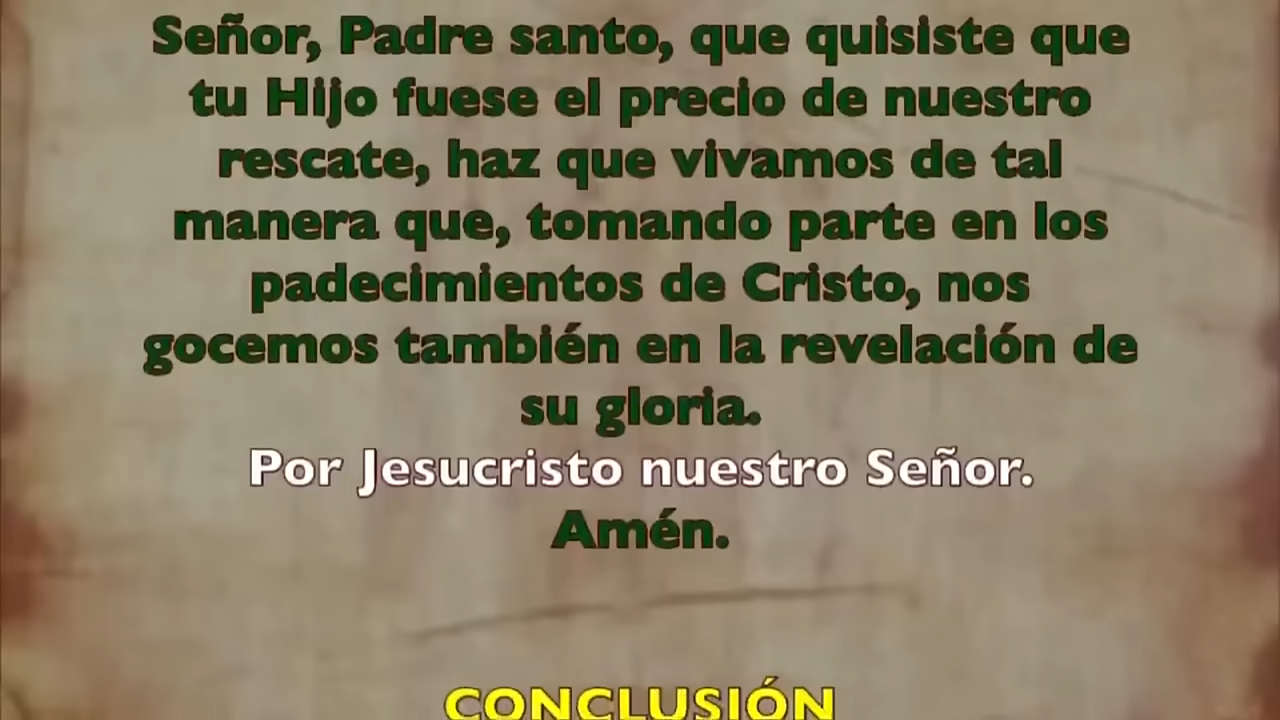 Señor, Padre santo, que quisiste que
tu Hijo fuese el precio de nuestro
rescate, haz que vivamos de tal
manera que, tomando parte en los
padecimientos de Cristo, nos
gocemos también en la revelación de
su gloria.
Por Jesucristo nuestro Señor.
Amén.
CONCLUSIÓN